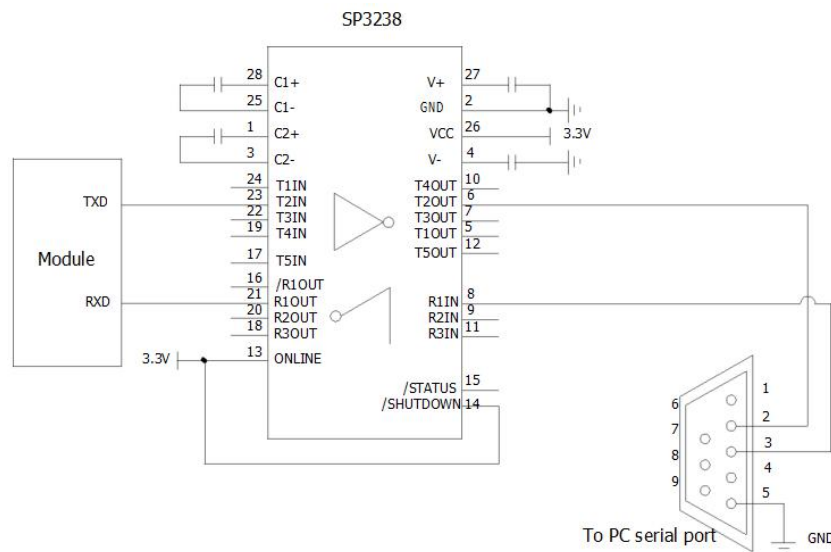 SP3238
28 C1+ V+ 27
25 C1- GND 2
1 C2+ VCC 26 3.3V
3 C2- V- 4
24 T1IN T4OUT 10
TXD 23 T2IN T2OUT 6
22 T3IN T3OUT 7
19 T4IN T1OUT 5
17 T5IN T5OUT 12
Module
16 /R1OUT
RXD 21 R1OUT R1IN 8
20 R2OUT R2IN 9
18 R3OUT R3IN 11
3.3V 13 ONLINE
/STATUS 15
/SHUTDOWN 14
1
6
2
7
3
8
4
9
5
To PC serial port
GND